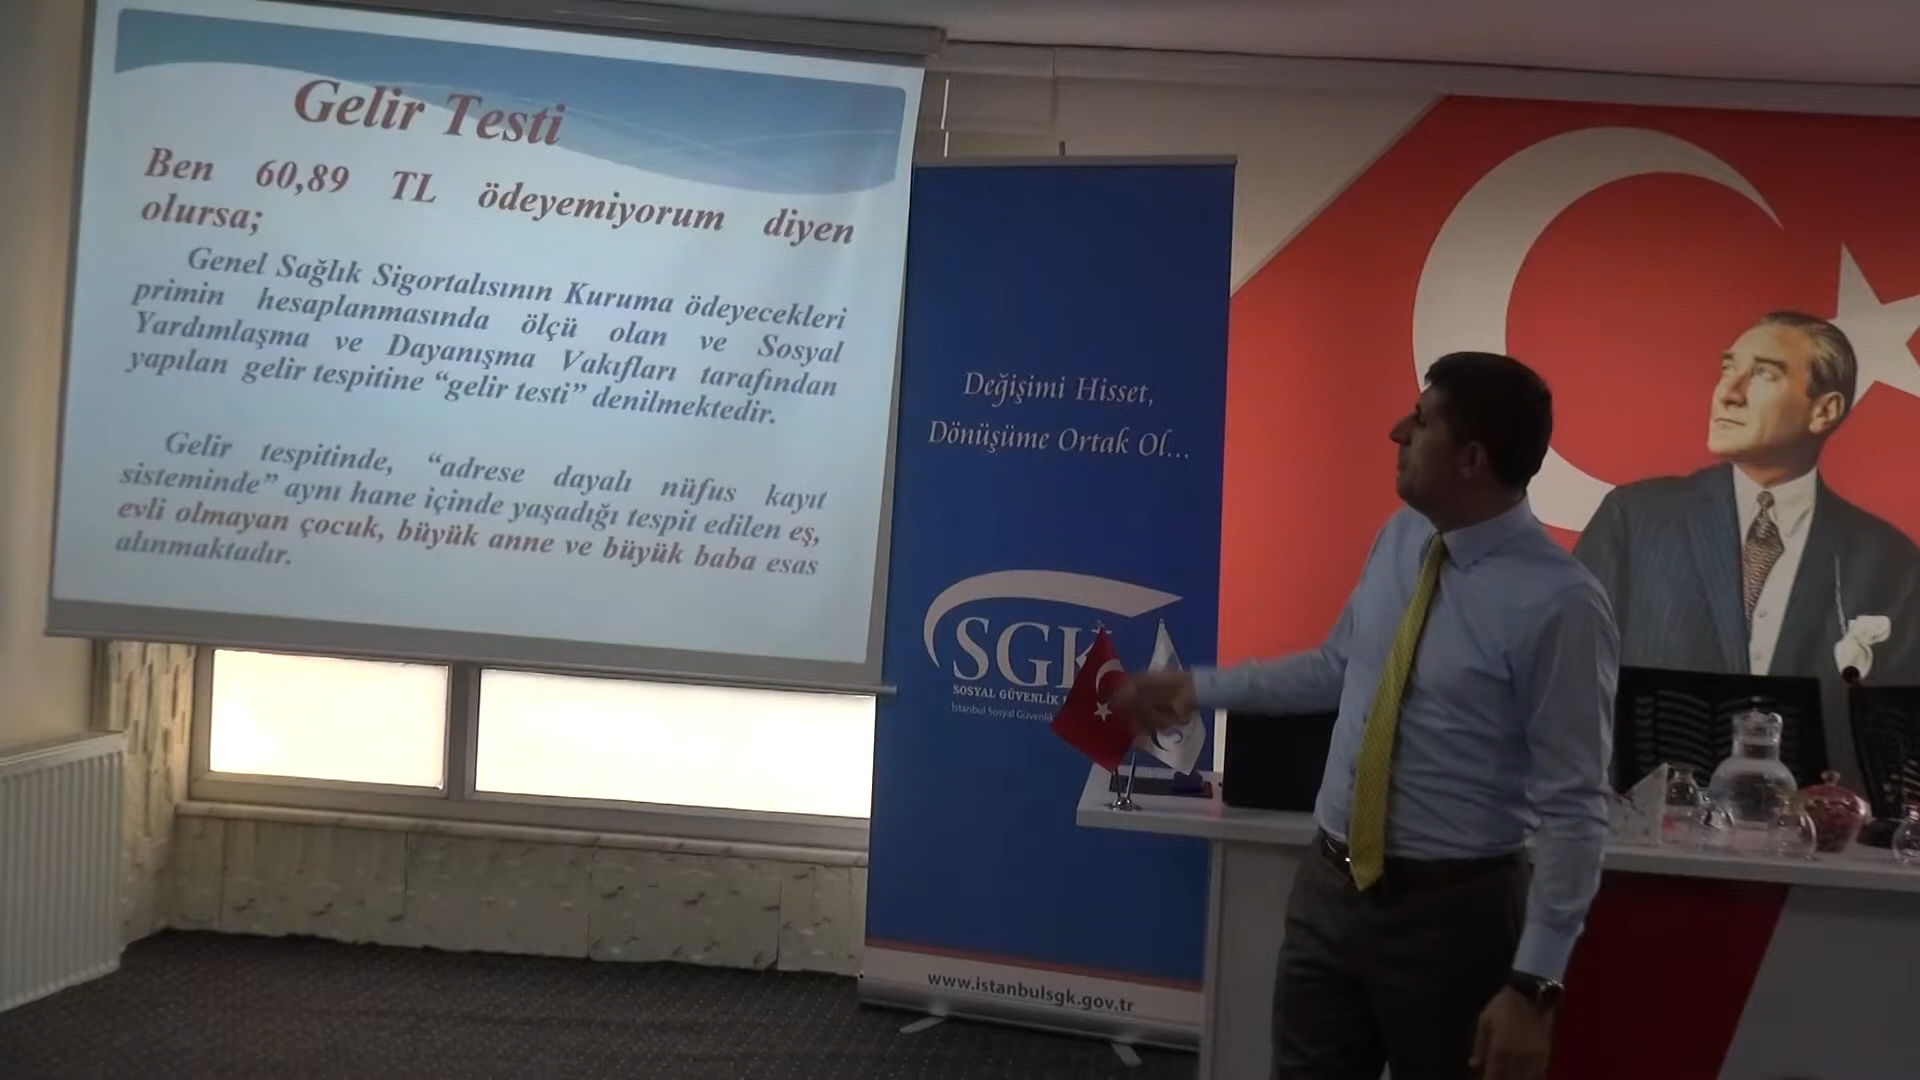 Gelir Testi
Ben 60,89 TL ödeyemiyorum diyen
olursa;
Genel Sağlık Sigortalısının Kuruma ödeyecekleri
primin hesaplanmasında ölçü olan ve Sosyal
Yardımlaşma ve Dayanışma Vakıfları tarafından
yapılan gelir tespitine “gelir testi” denilmektedir.
Gelir tespitinde, “adrese dayalı nüfus kayıt
sisteminde” aynı hane içinde yaşadığı tespit edilen eş,
evli olmayan çocuk, büyük anne ve büyük baba esas
alınmaktadır.
Değişimi Hisset,
Dönüşüme Ortak Ol...
SGK
SOSYAL GÜVENLİK
İstanbul Sosyal Güvenlik
www.istanbulsgk.gov.tr